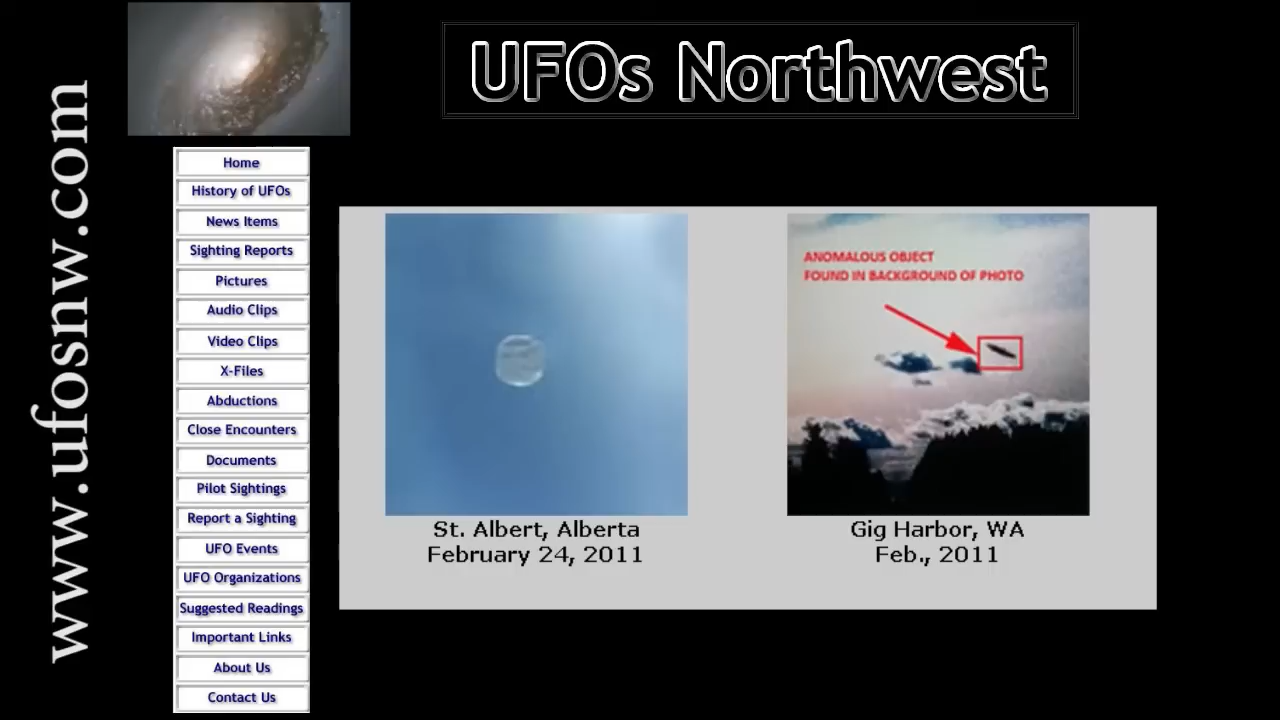 www.ufosnw.com
UFOs Northwest
Home
History of UFOs
News Items
Sighting Reports
Pictures
Audio Clips
Video Clips
X-Files
Abductions
Close Encounters
Documents
Pilot Sightings
Report a Sighting
UFO Events
UFO Organizations
Suggested Readings
Important Links
About Us
Contact Us
St. Albert, Alberta
February 24, 2011
ANOMALOUS OBJECT
FOUND IN BACKGROUND OF PHOTO
Gig Harbor, WA
Feb., 2011